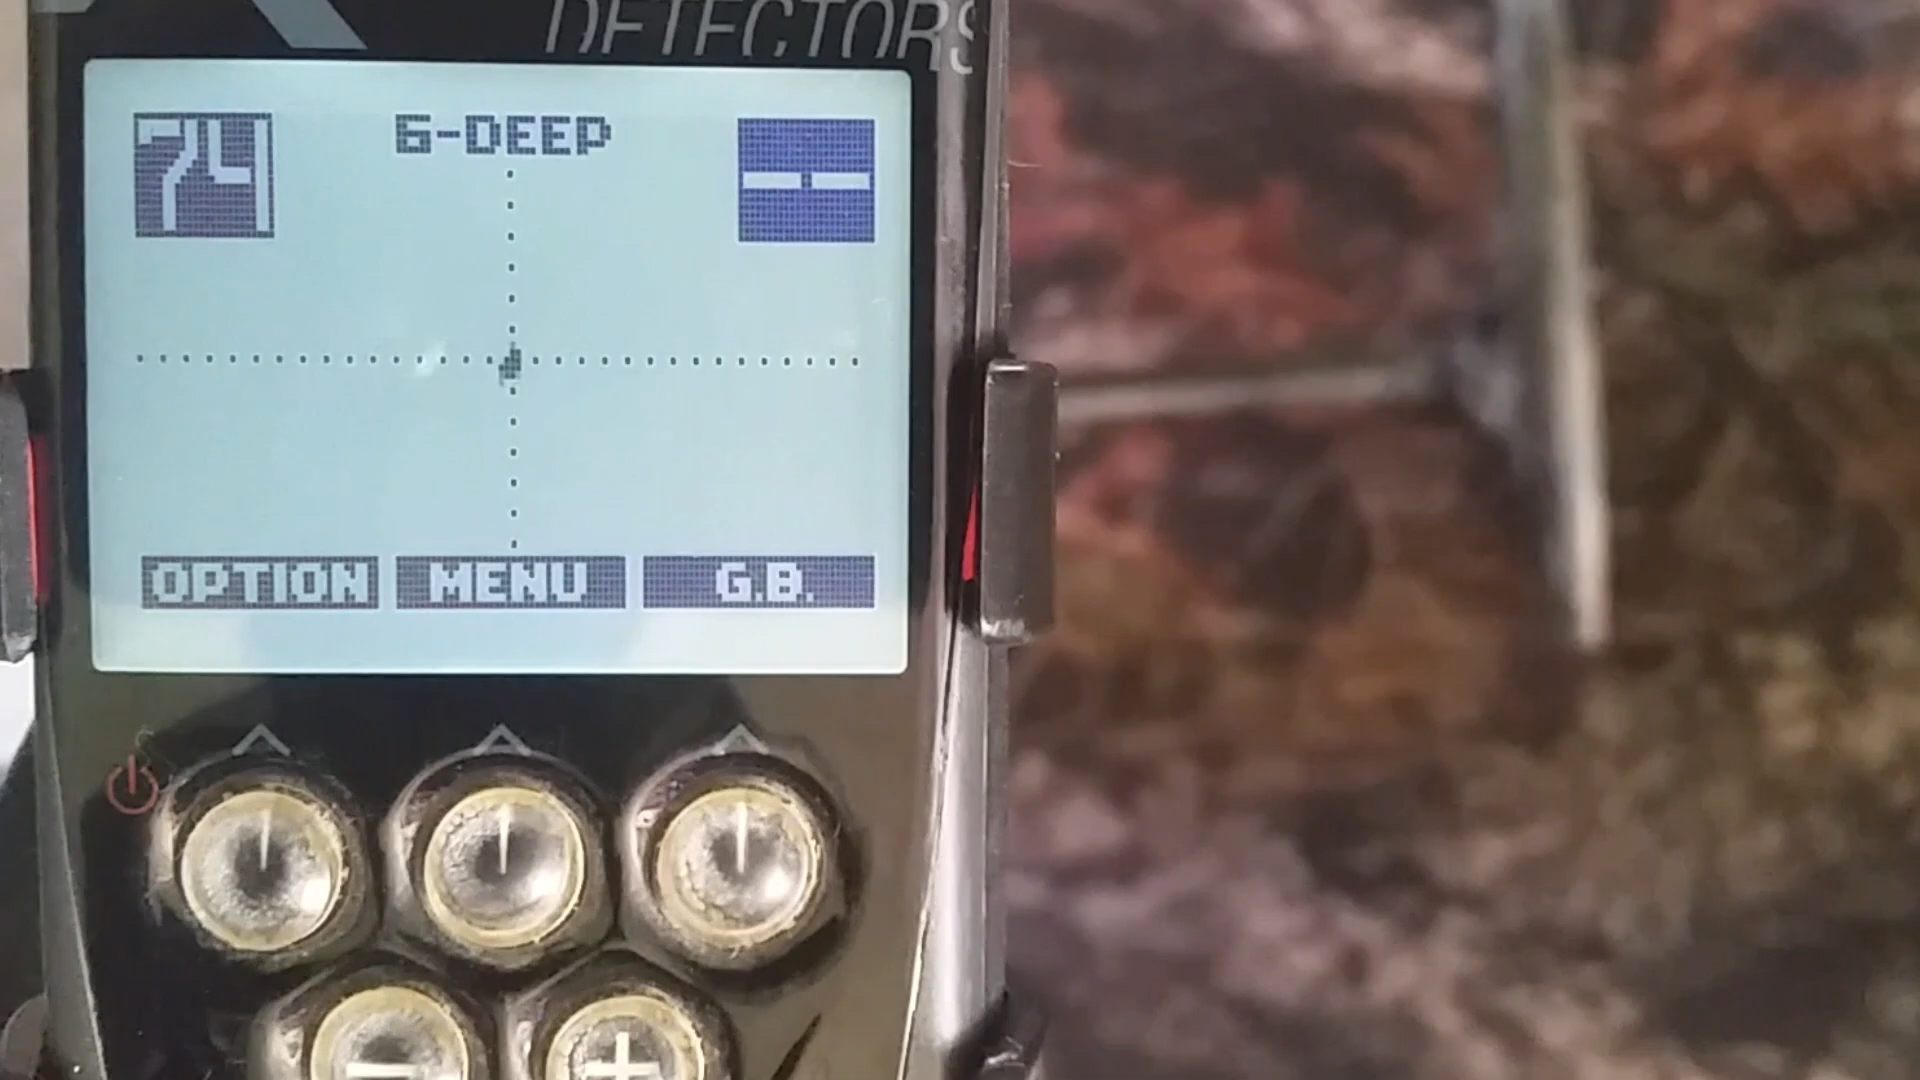 DETECTORS
74
6-DEEP
--
OPTION
MENU
G.B.